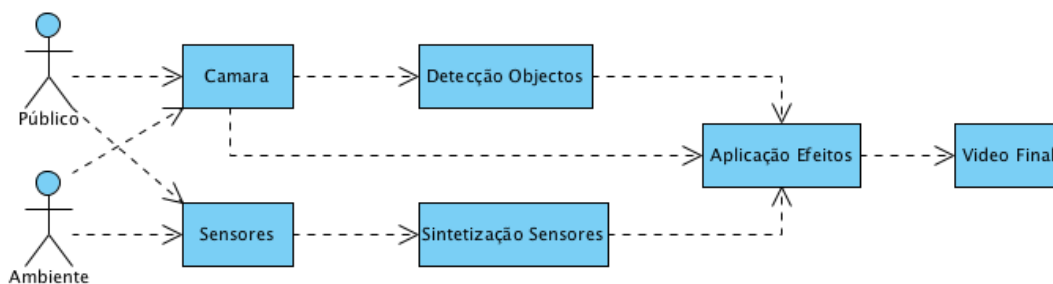 Público
Camara
Detecção Objectos
Aplicação Efeitos
Video Final
Ambiente
Sensores
Sintetização Sensores